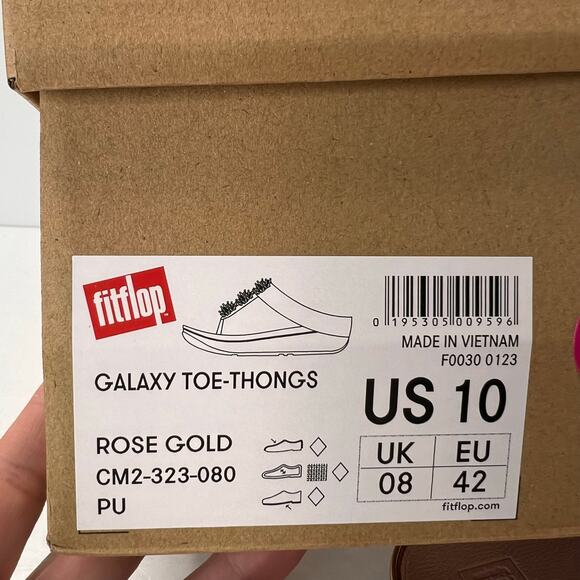 fitflop
0 195305 009596
MADE IN VIETNAM
F0030 0123
GALAXY TOE-THONGS
US 10
ROSE GOLD
CM2-323-080
PU
UK EU
08 42
fitflop.com